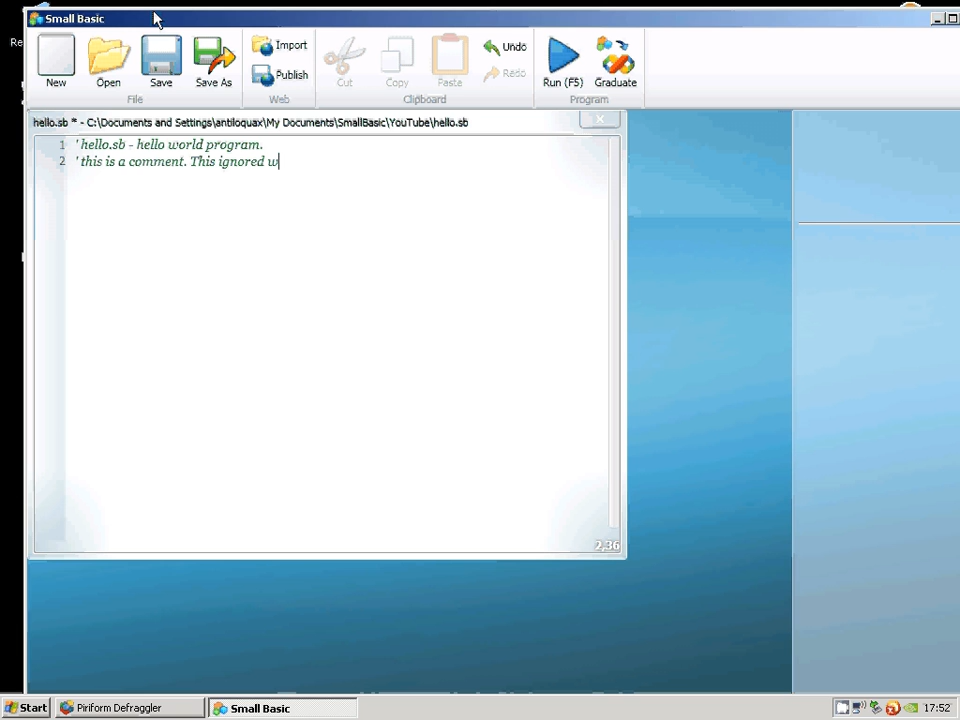 Small Basic
Re
New
Open
Save
Save As
Import
Publish
Cut
Copy
Paste
Undo
Redo
Run (F5)
Graduate
File
Web
Clipboard
Program
hello.sb * - C:\Documents and Settings\antiloquax\My Documents\SmallBasic\YouTube\hello.sb
1 ' hello.sb - hello world program.
2 ' this is a comment. This ignored w
2,36
Start
Piriform Defraggler
Small Basic
17:52